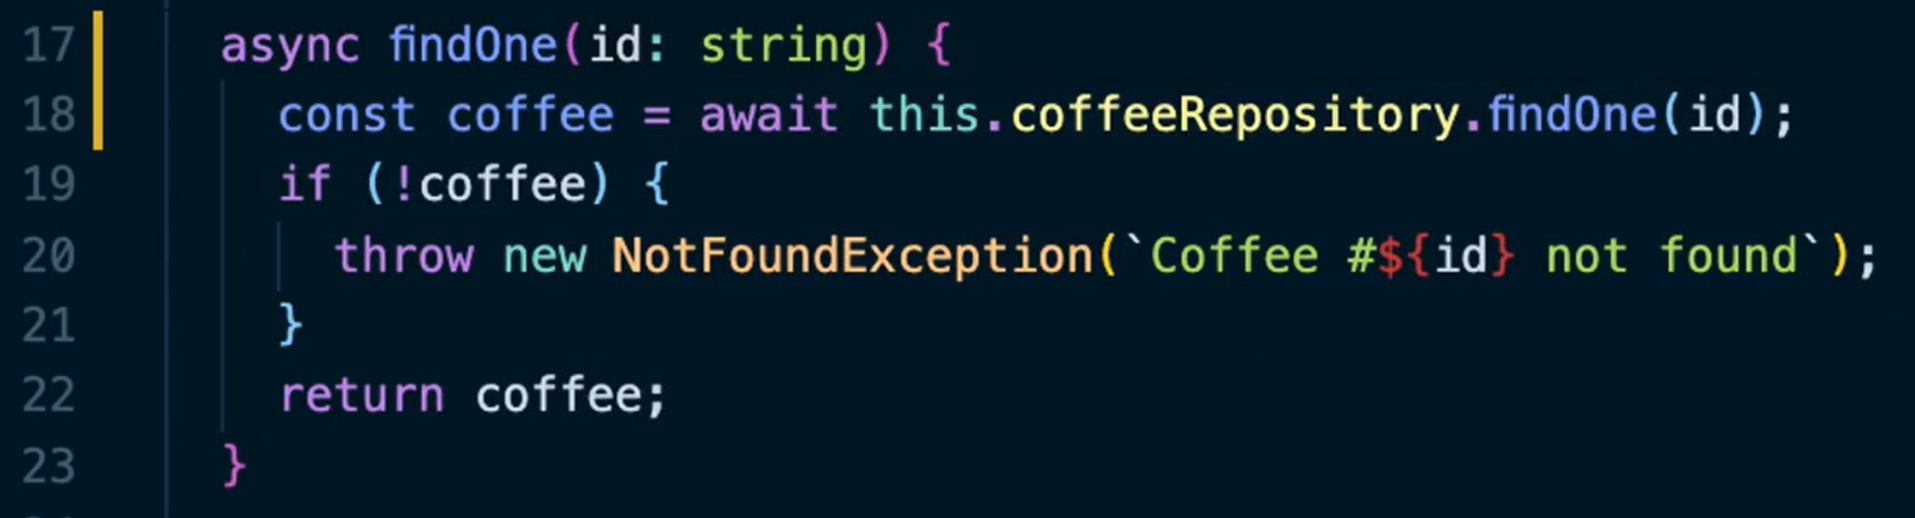 17 async findOne(id: string) {
18 const coffee = await this.coffeeRepository.findOne(id);
19 if (!coffee) {
20 throw new NotFoundException(`Coffee #${id} not found`);
21 }
22 return coffee;
23 }